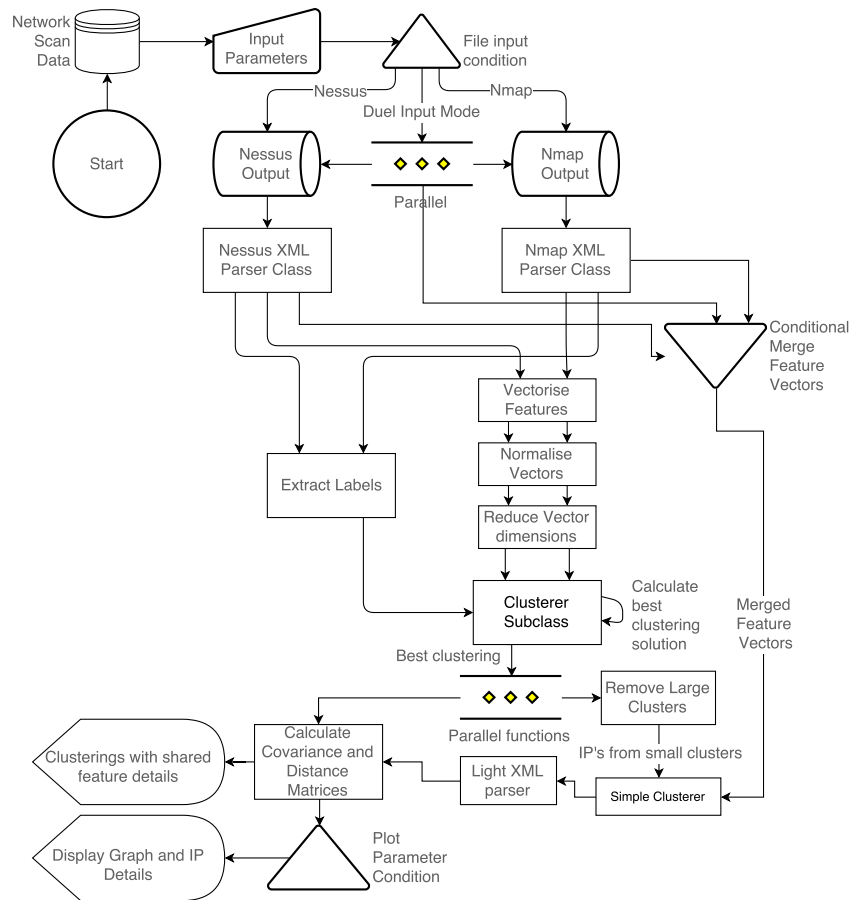 Network
Scan
Data
Input
Parameters
File input
condition
Nessus
Nmap
Duel Input Mode
Start
Nessus
Output
Nmap
Output
Parallel
Nessus XML
Parser Class
Nmap XML
Parser Class
Conditional
Merge
Feature
Vectors
Vectorise
Features
Normalise
Vectors
Extract Labels
Reduce Vector
dimensions
Clusterer
Subclass
Calculate
best
clustering
solution
Merged
Feature
Vectors
Best clustering
Remove Large
Clusters
Parallel functions
Calculate
Covariance and
Distance
Matrices
Clusterings with shared
feature details
IP's from small clusters
Light XML
parser
Simple Clusterer
Display Graph and IP
Details
Plot
Parameter
Condition